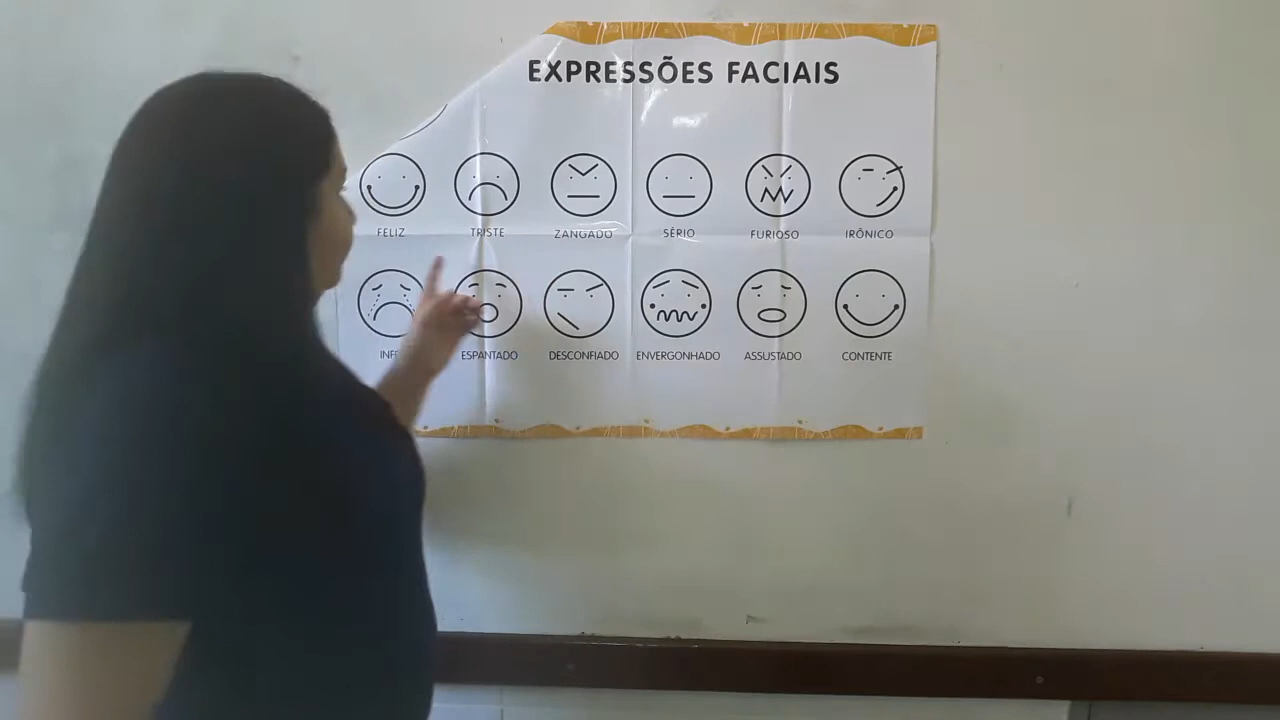 EXPRESSÕES FACIAIS
FELIZ TRISTE ZANGADO SÉRIO FURIOSO IRÔNICO
ESPANTADO DESCONFIADO ENVERGONHADO ASSUSTADO CONTENTE